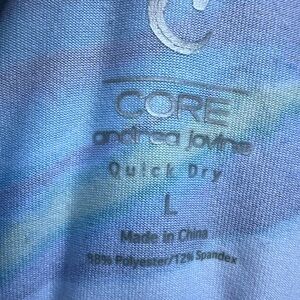 CORE
andrea jovine
Quick Dry
L
Made in China
88% Polyester/12% Spandex